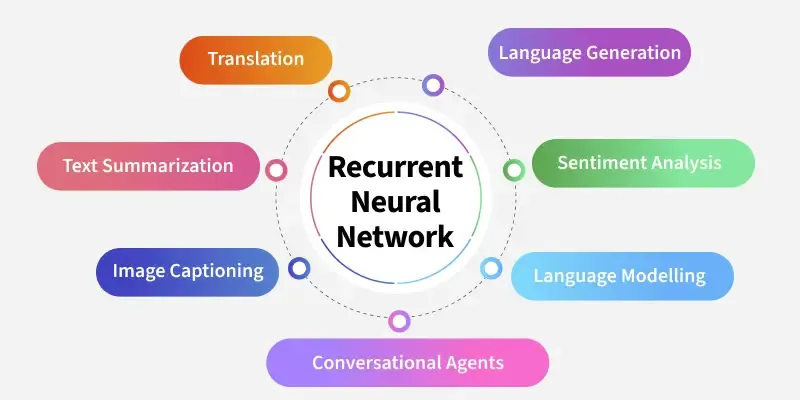 Translation
Language Generation
Text Summarization
Recurrent
Neural
Network
Sentiment Analysis
Image Captioning
Language Modelling
Conversational Agents